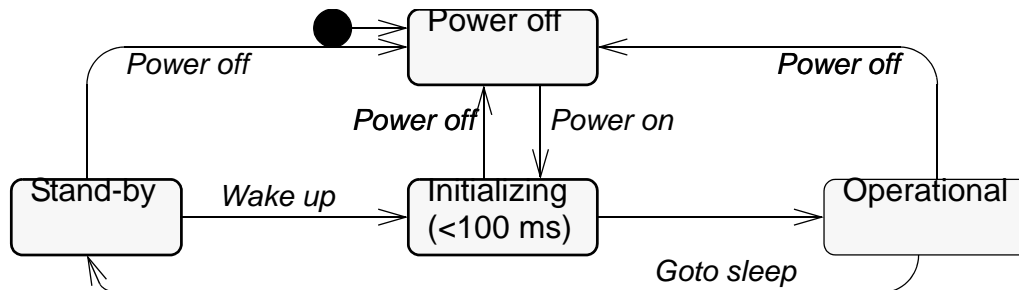 Power off
Power off
Power off
Power off
Power on
Stand-by
Wake up
Initializing
(<100 ms)
Operational
Goto sleep